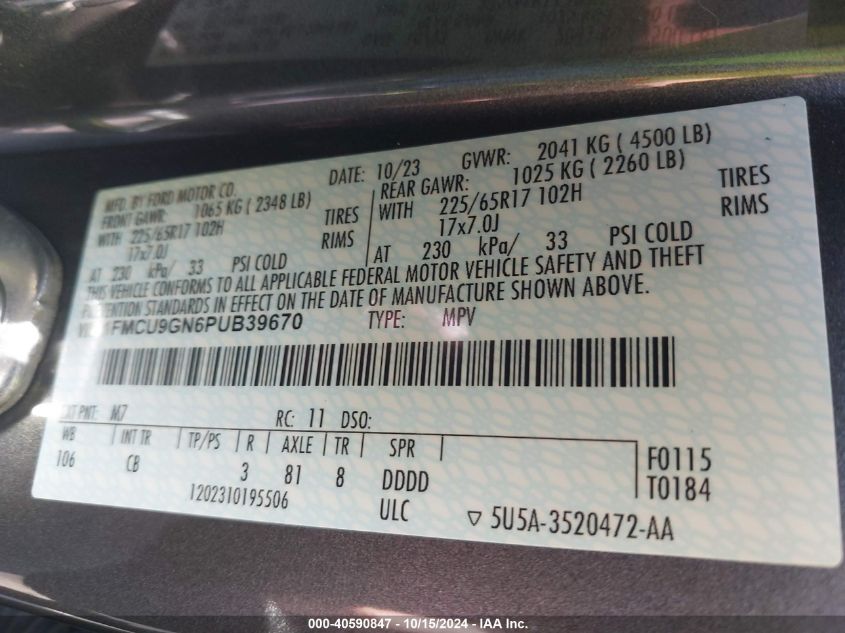 MFD. BY FORD MOTOR CO.
DATE: 10/23 GVWR: 2041 KG ( 4500 LB)
FRONT GAWR: 1065 KG ( 2348 LB)
REAR GAWR: 1025 KG ( 2260 LB)
WITH 225/65R17 102H TIRES
WITH 225/65R17 102H TIRES
17x7.0J RIMS
17x7.0J RIMS
AT 230 kPa/ 33 PSI COLD
AT 230 kPa/ 33 PSI COLD
THIS VEHICLE CONFORMS TO ALL APPLICABLE FEDERAL MOTOR VEHICLE SAFETY AND THEFT
PREVENTION STANDARDS IN EFFECT ON THE DATE OF MANUFACTURE SHOWN ABOVE.
1FMCU9GN6PUB39670 TYPE: MPV
EXT PNT: M7 RC: 11 DSO:
WB INT TR TP/PS R AXLE TR SPR
106 CB 3 81 8 DDDD
F0115
T0184
1202310195506 ULC
5U5A-3520472-AA
000-40590847 - 10/15/2024 - IAA Inc.